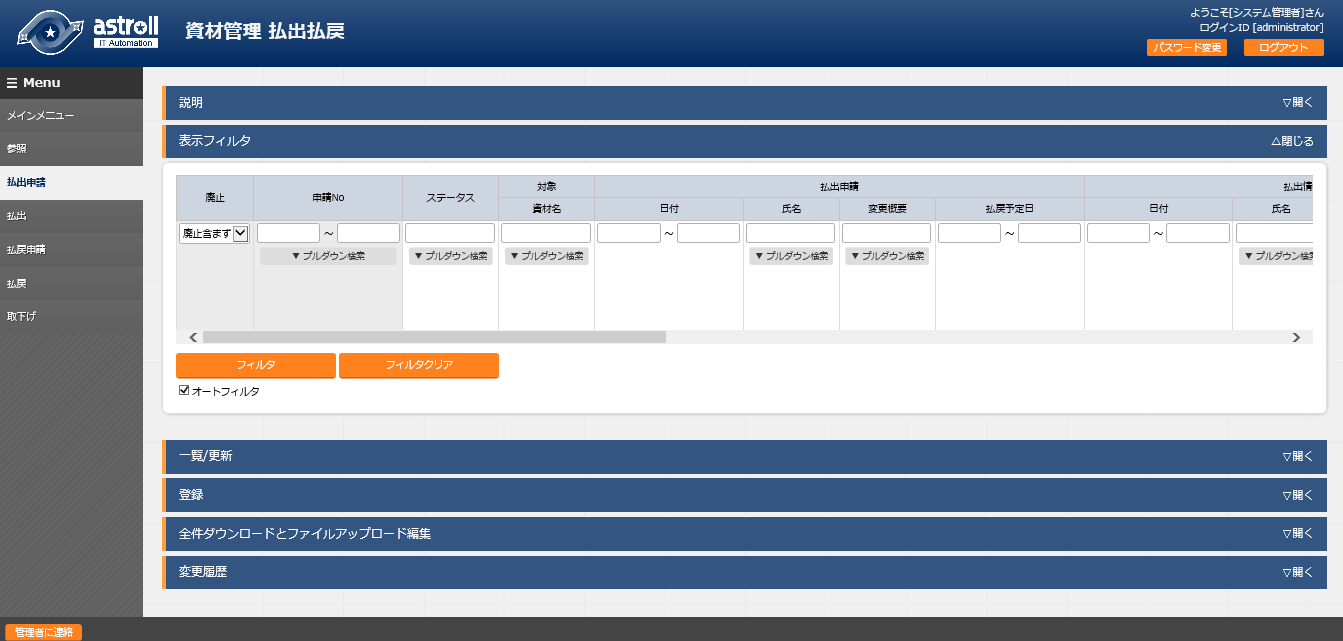 astroll
IT Automation
資材管理 払出払戻
ようこそ[システム管理者]さん
ログインID [administrator]
パスワード変更 ログアウト
☰ Menu
メインメニュー
参照
払出申請
払出
払戻申請
払戻
取下げ
説明 ▽開く
表示フィルタ △閉じる
対象 払出申請 払出情
廃止 申請No ステータス
資材名 日付 氏名 変更概要 払戻予定日 日付 氏名
廃止含まず ～ ～ ～ ～
▼プルダウン検索 ▼プルダウン検索 ▼プルダウン検索 ▼プルダウン検索 ▼プルダウン検索 ▼プルダウン検索
フィルタ フィルタクリア
オートフィルタ
一覧/更新 ▽開く
登録 ▽開く
全件ダウンロードとファイルアップロード編集 ▽開く
変更履歴 ▽開く
管理者に連絡